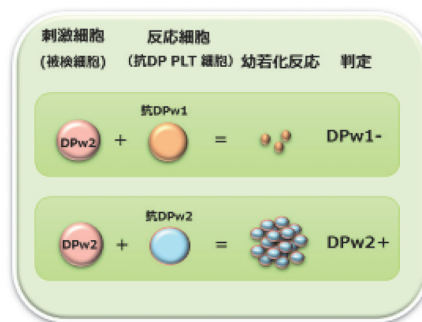 刺激細胞 反応細胞
(被検細胞) (抗DP PLT 細胞) 幼若化反応 判定
抗DPw1
DPw2 + = DPw1-
抗DPw2
DPw2 + = DPw2+